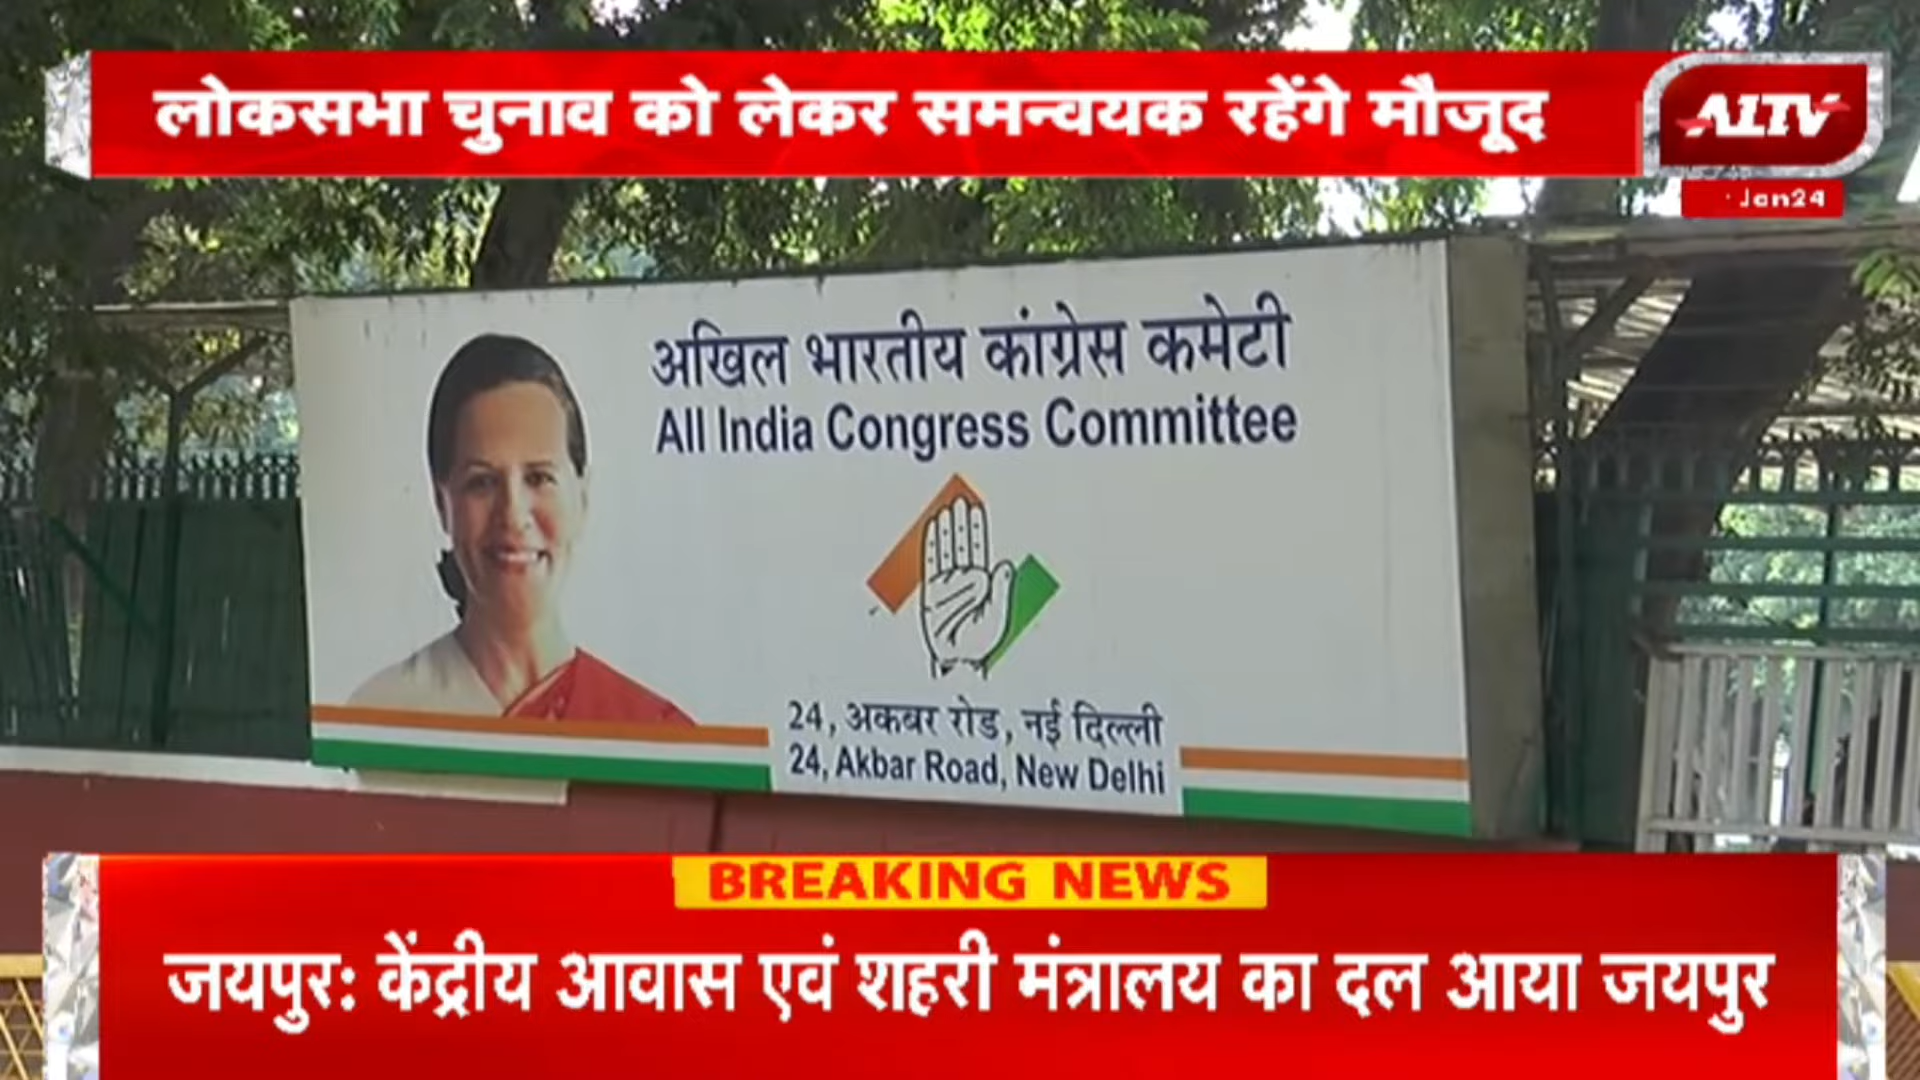 लोकसभा चुनाव को लेकर समन्वयक रहेंगे मौजूद
A1TV
Jan24
अखिल भारतीय कांग्रेस कमेटी
All India Congress Committee
24, अकबर रोड, नई दिल्ली
24, Akbar Road, New Delhi
BREAKING NEWS
जयपुर: केंद्रीय आवास एवं शहरी मंत्रालय का दल आया जयपुर